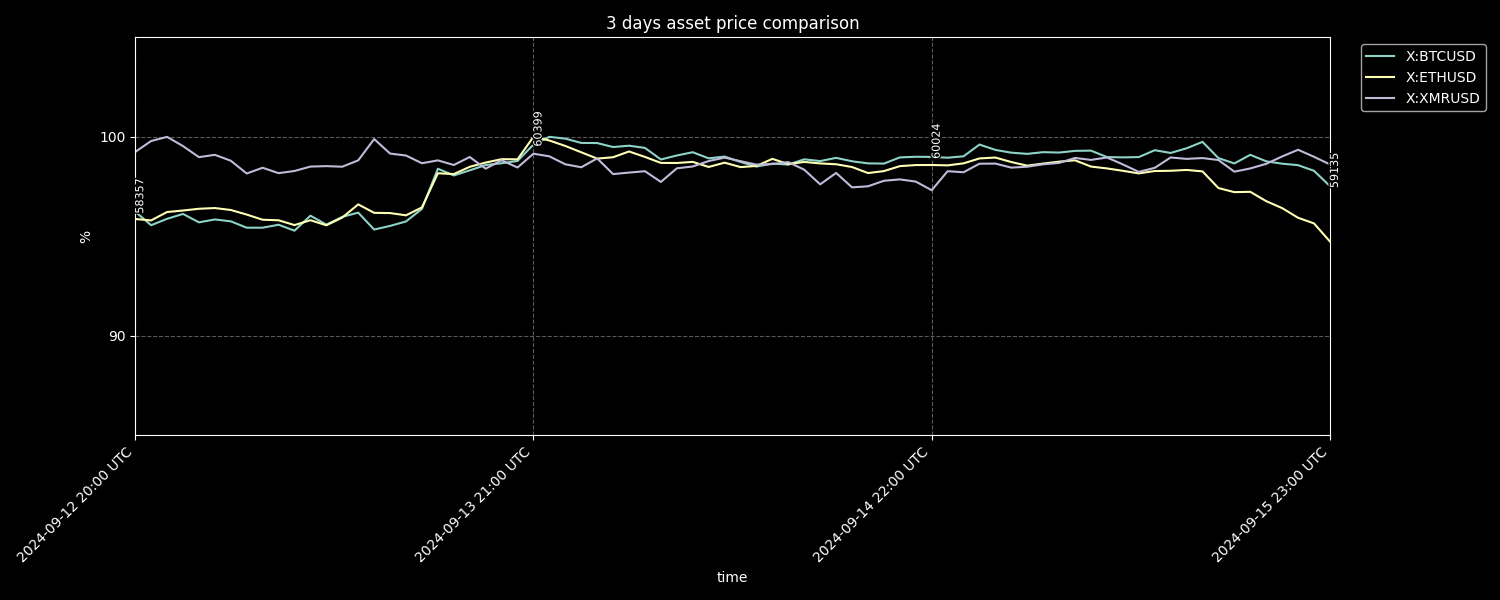 3 days asset price comparison
X:BTCUSD
X:ETHUSD
X:XMRUSD
100
90
%
58357
60399
60024
59135
2024-09-12 20:00 UTC
2024-09-13 21:00 UTC
2024-09-14 22:00 UTC
2024-09-15 23:00 UTC
time